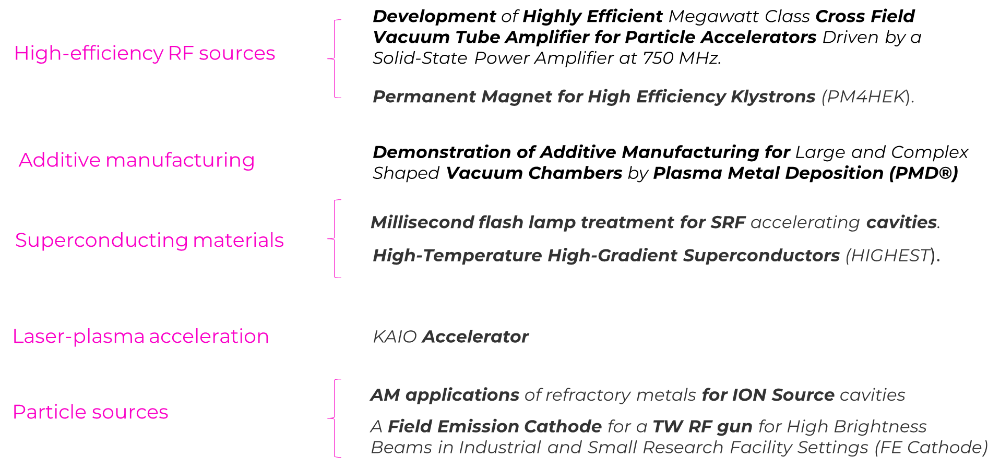 High-efficiency RF sources
Development of Highly Efficient Megawatt Class Cross Field
Vacuum Tube Amplifier for Particle Accelerators Driven by a
Solid-State Power Amplifier at 750 MHz.
Permanent Magnet for High Efficiency Klystrons (PM4HEK).
Additive manufacturing
Demonstration of Additive Manufacturing for Large and Complex
Shaped Vacuum Chambers by Plasma Metal Deposition (PMD®)
Superconducting materials
Millisecond flash lamp treatment for SRF accelerating cavities.
High-Temperature High-Gradient Superconductors (HIGHEST).
Laser-plasma acceleration
KAIO Accelerator
Particle sources
AM applications of refractory metals for ION Source cavities
A Field Emission Cathode for a TW RF gun for High Brightness
Beams in Industrial and Small Research Facility Settings (FE Cathode)